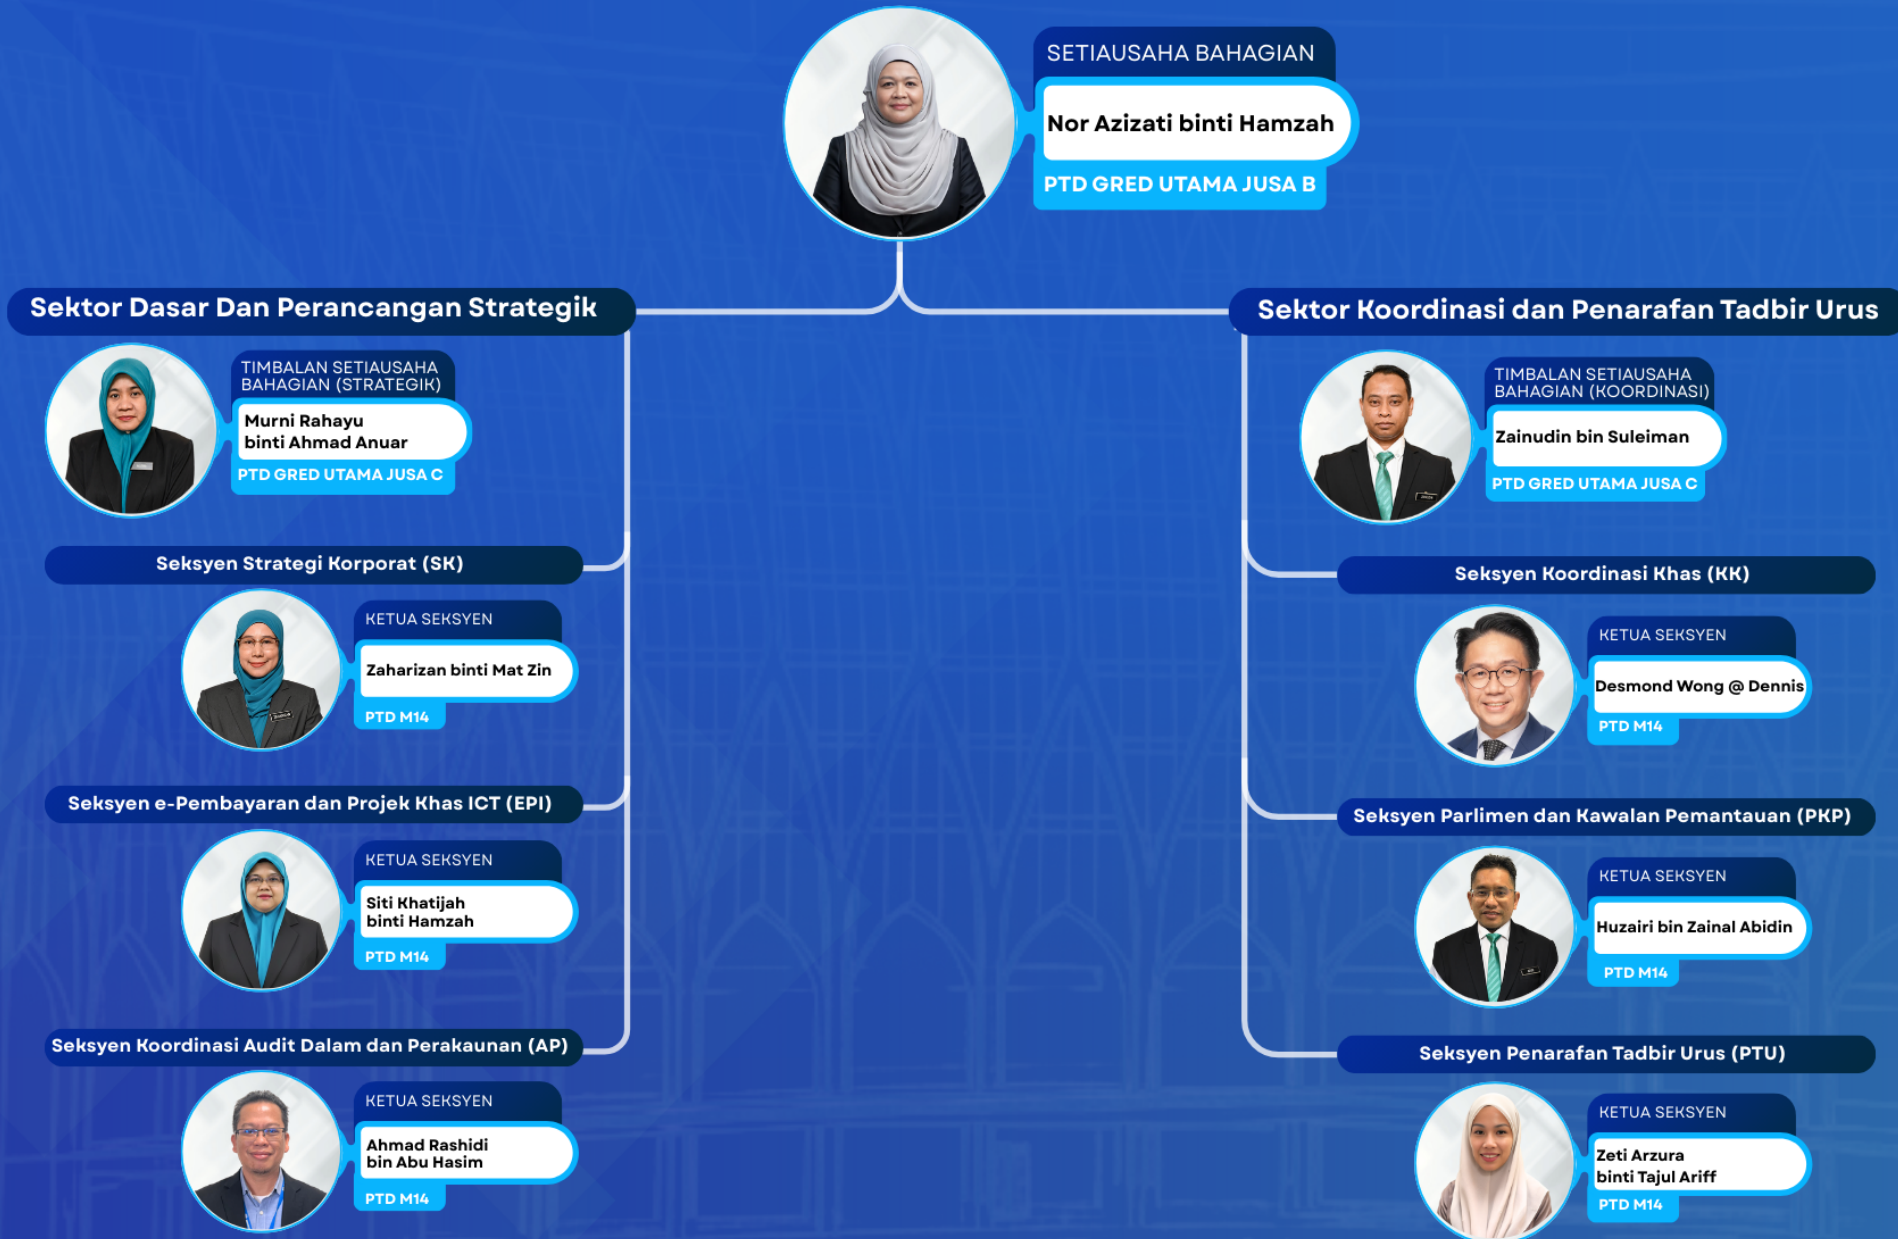 SETIAUSAHA BAHAGIAN
Nor Azizati binti Hamzah
PTD GRED UTAMA JUSA B
Sektor Dasar Dan Perancangan Strategik
TIMBALAN SETIAUSAHA
BAHAGIAN (STRATEGIK)
Murni Rahayu
binti Ahmad Anuar
PTD GRED UTAMA JUSA C
Seksyen Strategi Korporat (SK)
KETUA SEKSYEN
Zaharizan binti Mat Zin
PTD M14
Seksyen e-Pembayaran dan Projek Khas ICT (EPI)
KETUA SEKSYEN
Siti Khatijah
binti Hamzah
PTD M14
Seksyen Koordinasi Audit Dalam dan Perakaunan (AP)
KETUA SEKSYEN
Ahmad Rashidi
bin Abu Hasim
PTD M14
Sektor Koordinasi dan Penarafan Tadbir Urus
TIMBALAN SETIAUSAHA
BAHAGIAN (KOORDINASI)
Zainudin bin Suleiman
PTD GRED UTAMA JUSA C
Seksyen Koordinasi Khas (KK)
KETUA SEKSYEN
Desmond Wong @ Dennis
PTD M14
Seksyen Parlimen dan Kawalan Pemantauan (PKP)
KETUA SEKSYEN
Huzairi bin Zainal Abidin
PTD M14
Seksyen Penarafan Tadbir Urus (PTU)
KETUA SEKSYEN
Zeti Arzura
binti Tajul Ariff
PTD M14